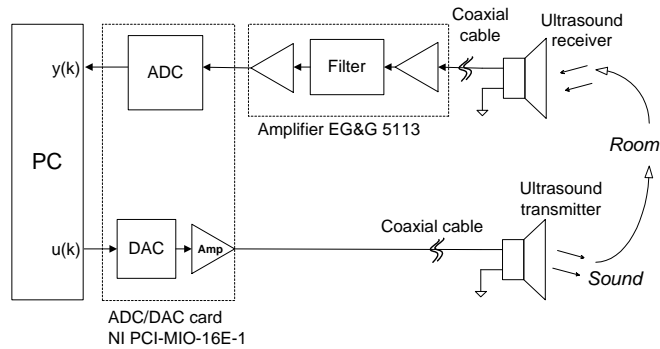 Coaxial
cable
Ultrasound
receiver
y(k)
ADC
Filter
Amplifier EG&G 5113
Room
PC
Ultrasound
transmitter
Coaxial cable
u(k)
DAC
Amp
Sound
ADC/DAC card
NI PCI-MIO-16E-1